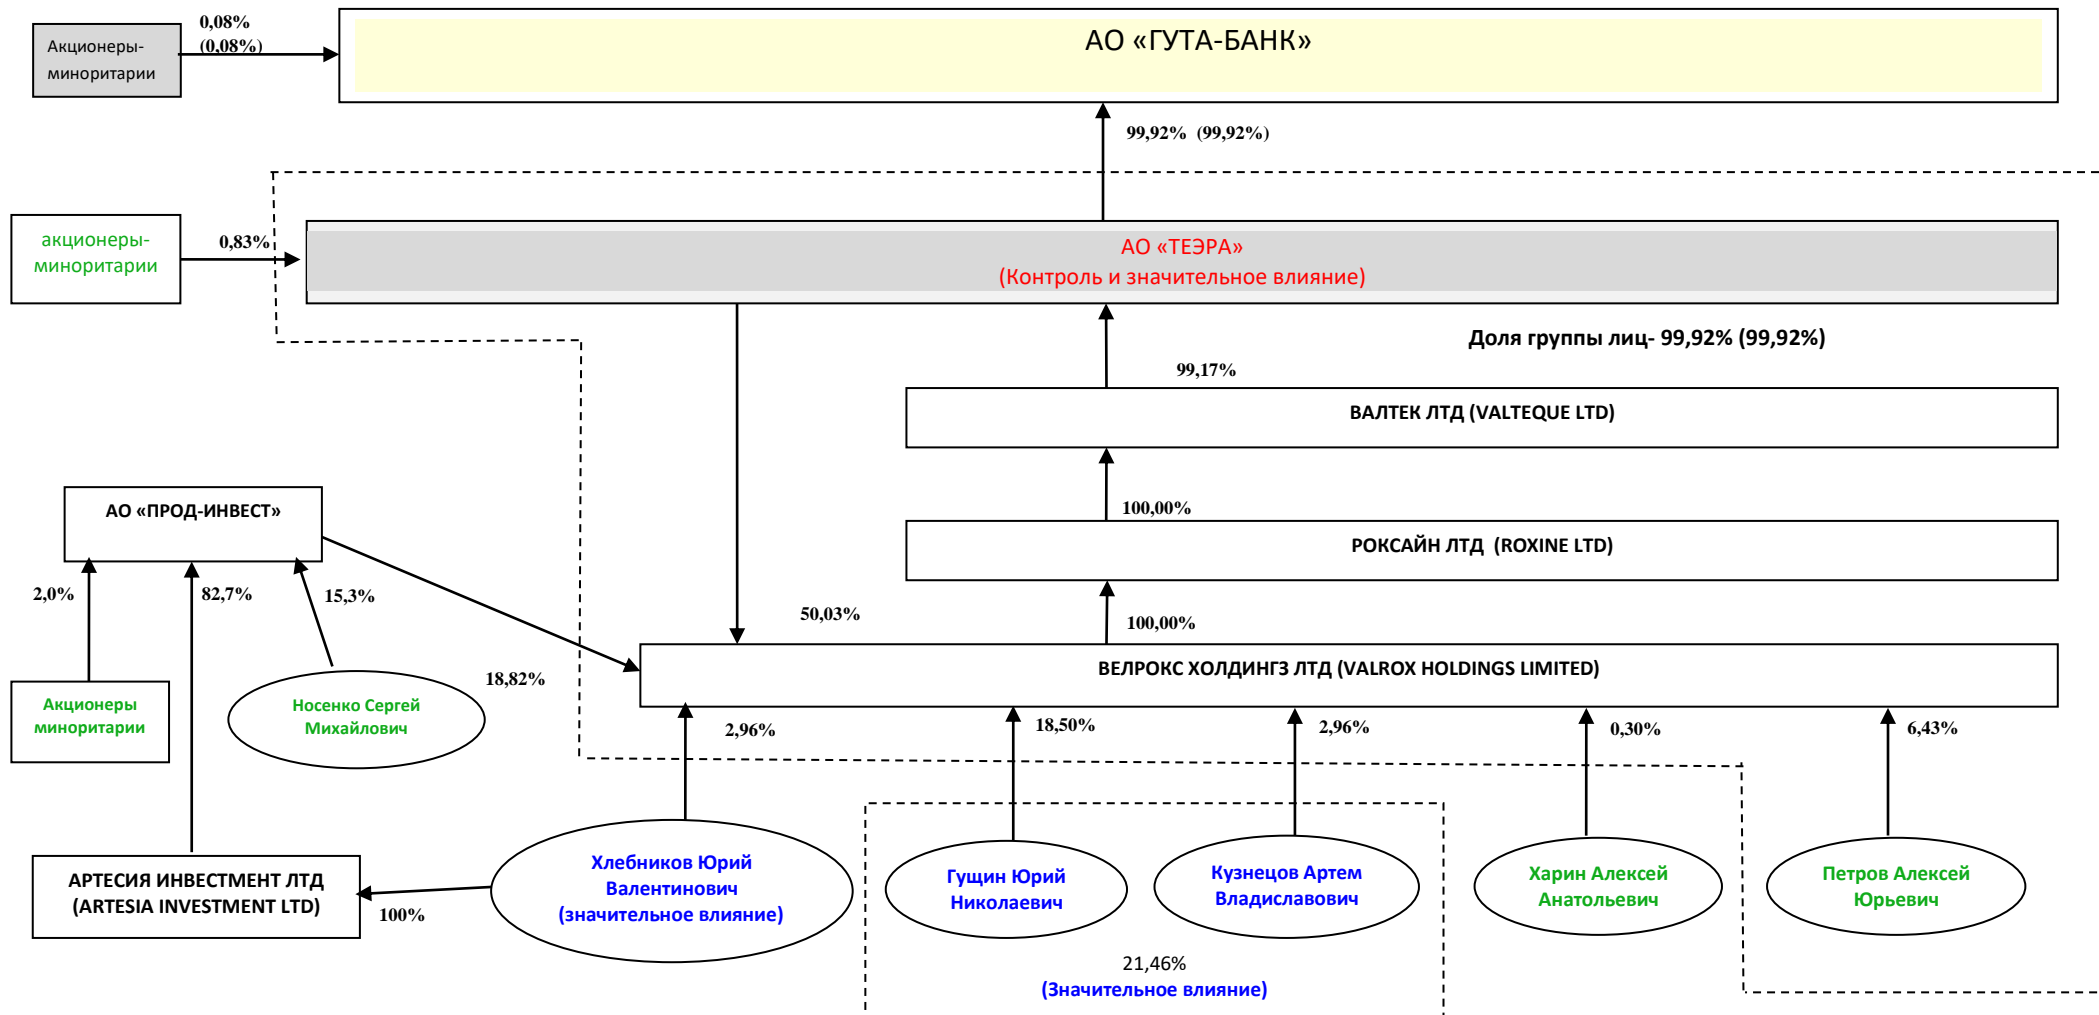 0,08%
(0,08%)
Акционеры-
миноритарии
АО «ГУТА-БАНК»
99,92% (99,92%)
акционеры-
миноритарии
0,83%
АО «ТЕЭРА»
(Контроль и значительное влияние)
Доля группы лиц- 99,92% (99,92%)
99,17%
ВАЛТЕК ЛТД (VALTEQUE LTD)
АО «ПРОД-ИНВЕСТ»
100,00%
РОКСАЙН ЛТД (ROXINE LTD)
2,0%
82,7%
15,3%
50,03%
100,00%
18,82%
ВЕЛРОКС ХОЛДИНГЗ ЛТД (VALROX HOLDINGS LIMITED)
Акционеры
миноритарии
Носенко Сергей
Михайлович
2,96%
18,50%
2,96%
0,30%
6,43%
АРТЕСИЯ ИНВЕСТМЕНТ ЛТД
(ARTESIA INVESTMENT LTD)
100%
Хлебников Юрий
Валентинович
(значительное влияние)
Гущин Юрий
Николаевич
Кузнецов Артем
Владиславович
Харин Алексей
Анатольевич
Петров Алексей
Юрьевич
21,46%
(Значительное влияние)